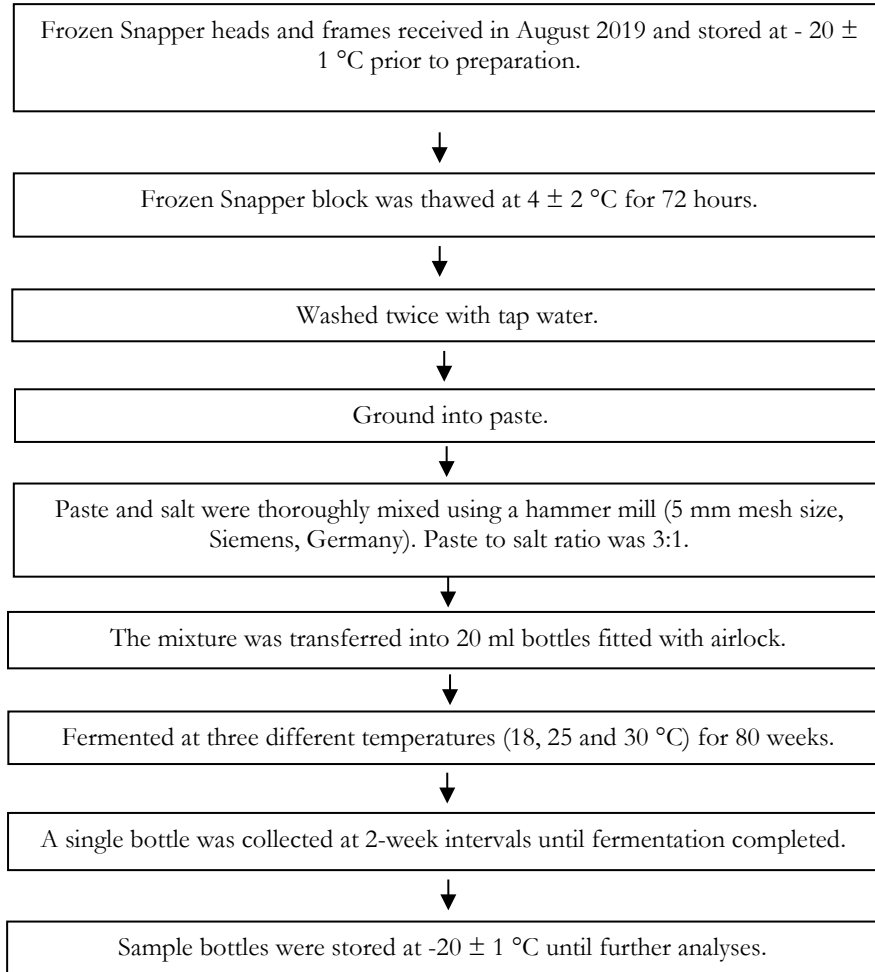 Frozen Snapper heads and frames received in August 2019 and stored at - 20 ±
1 °C prior to preparation.
Frozen Snapper block was thawed at 4 ± 2 °C for 72 hours.
Washed twice with tap water.
Ground into paste.
Paste and salt were thoroughly mixed using a hammer mill (5 mm mesh size,
Siemens, Germany). Paste to salt ratio was 3:1.
The mixture was transferred into 20 ml bottles fitted with airlock.
Fermented at three different temperatures (18, 25 and 30 °C) for 80 weeks.
A single bottle was collected at 2-week intervals until fermentation completed.
Sample bottles were stored at -20 ± 1 °C until further analyses.